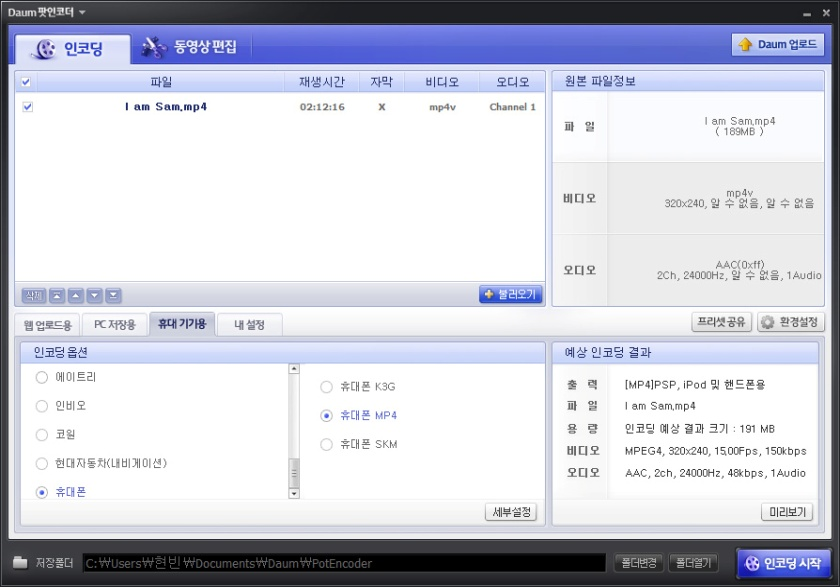 Daum 팟인코더
인코딩
동영상 편집
Daum 업로드
파일 재생시간 자막 비디오 오디오
I am Sam.mp4 02:12:16 X mp4v Channel 1
삭제
불러오기
원본 파일정보
파 일
I am Sam.mp4
( 189MB )
비디오
mp4v
320x240, 알 수 없음, 알 수 없음
오디오
AAC(0xff)
2Ch, 24000Hz, 알 수 없음, 1Audio
웹 업로드용 PC 저장용 휴대 기기용 내 설정
프리셋 공유 환경설정
인코딩 옵션
에이트리
인비오
코원
현대자동차(내비게이션)
휴대폰
휴대폰 K3G
휴대폰 MP4
휴대폰 SKM
세부설정
예상 인코딩 결과
출 력 [MP4]PSP, iPod 및 핸드폰용
파 일 I am Sam.mp4
용 량 인코딩 예상 결과 크기 : 191 MB
비디오 MPEG4, 320x240, 15.00Fps, 150kbps
오디오 AAC, 2ch, 24000Hz, 48kbps, 1Audio
미리보기
저장폴더 C:₩Users₩현빈₩Documents₩Daum₩PotEncoder
폴더변경 폴더열기
인코딩 시작